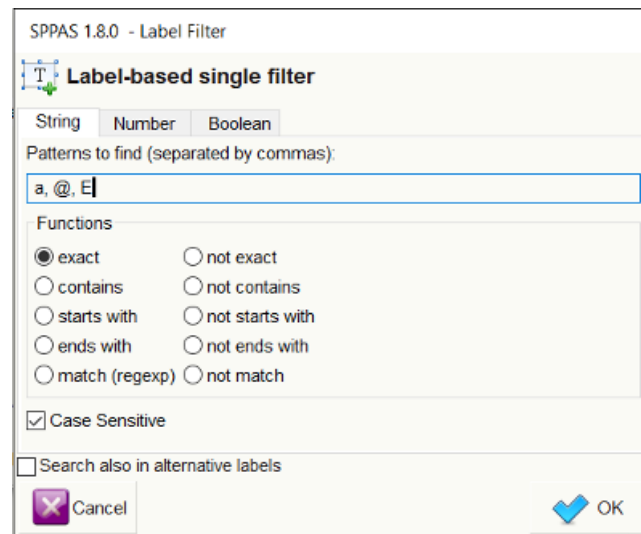 SPPAS 1.8.0 - Label Filter
T Label-based single filter
String Number Boolean
Patterns to find (separated by commas):
a, @, E
Functions
exact not exact
contains not contains
starts with not starts with
ends with not ends with
match (regexp) not match
Case Sensitive
Search also in alternative labels
Cancel OK